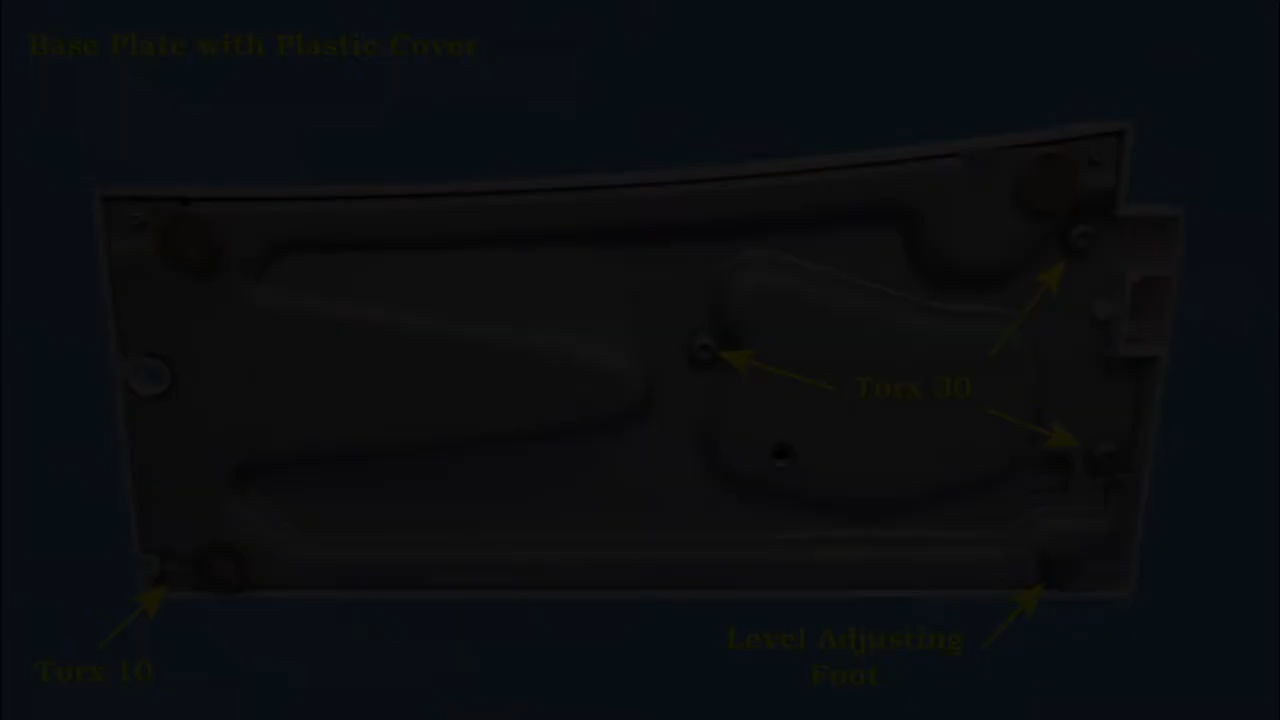 Base Plate with Plastic Cover
Torx 30
Level Adjusting
Foot
Torx 10